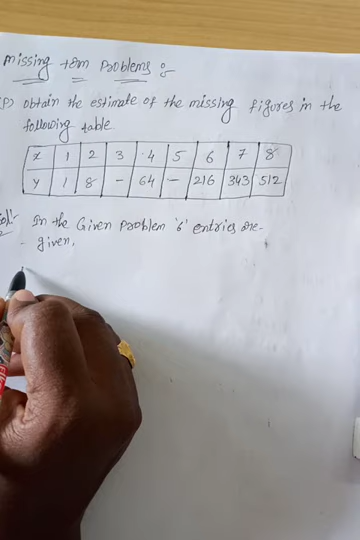 missing term Problems :-
P) obtain the estimate of the missing figures in the
following table.
x 1 2 3 4 5 6 7 8
y 1 8 - 64 - 216 343 512
Sol:- In the Given Problem '6' entries are
given,